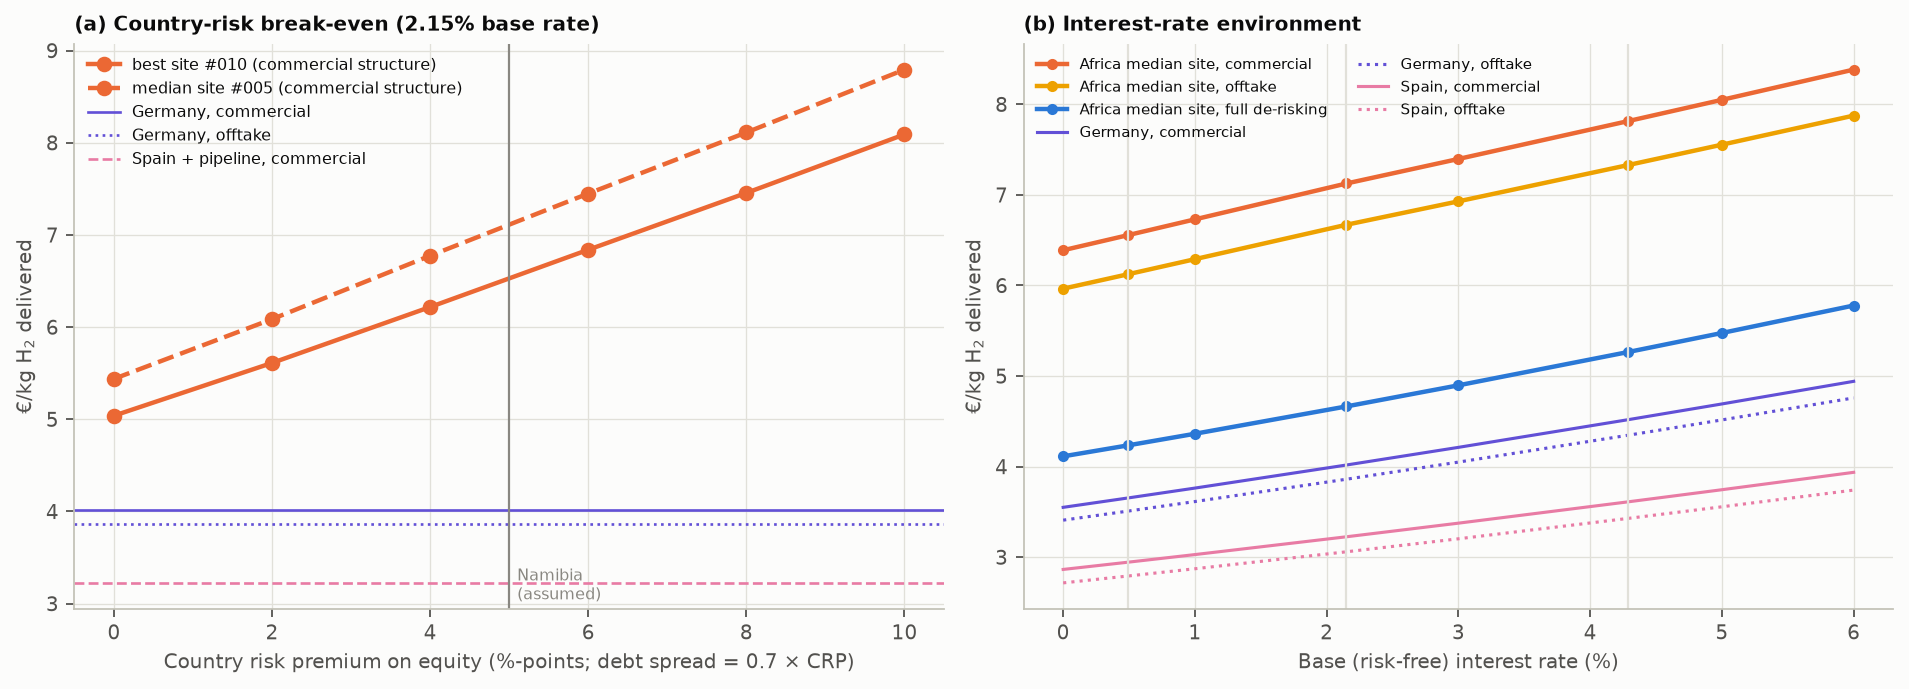 (a) Country-risk break-even (2.15% base rate)
9
8
7
6
5
4
3
€/kg H₂ delivered
best site #010 (commercial structure)
median site #005 (commercial structure)
Germany, commercial
Germany, offtake
Spain + pipeline, commercial
Namibia
(assumed)
0 2 4 6 8 10
Country risk premium on equity (%-points; debt spread = 0.7 × CRP)
(b) Interest-rate environment
8
7
6
5
4
3
€/kg H₂ delivered
Africa median site, commercial
Africa median site, offtake
Africa median site, full de-risking
Germany, commercial
Germany, offtake
Spain, commercial
Spain, offtake
0 1 2 3 4 5 6
Base (risk-free) interest rate (%)